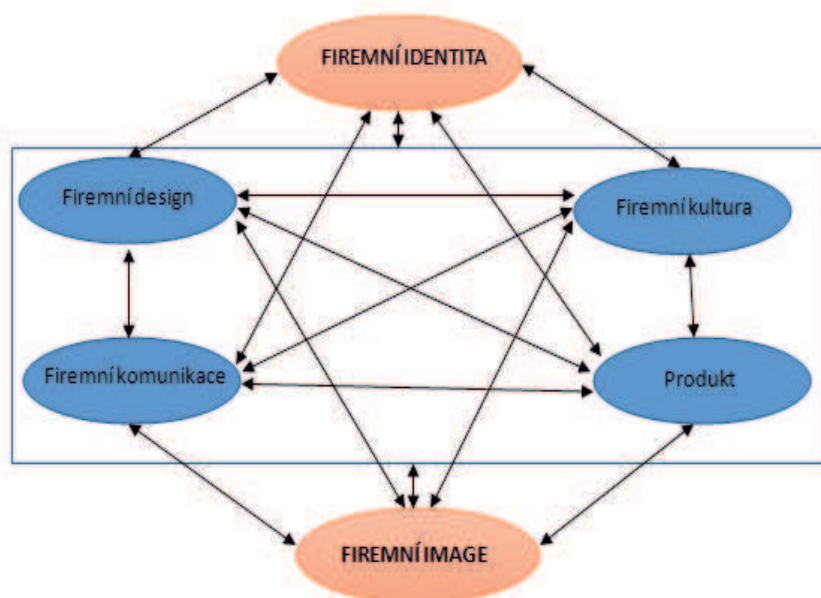 FIREMNÍ IDENTITA
Firemní design
Firemní kultura
Firemní komunikace
Produkt
FIREMNÍ IMAGE